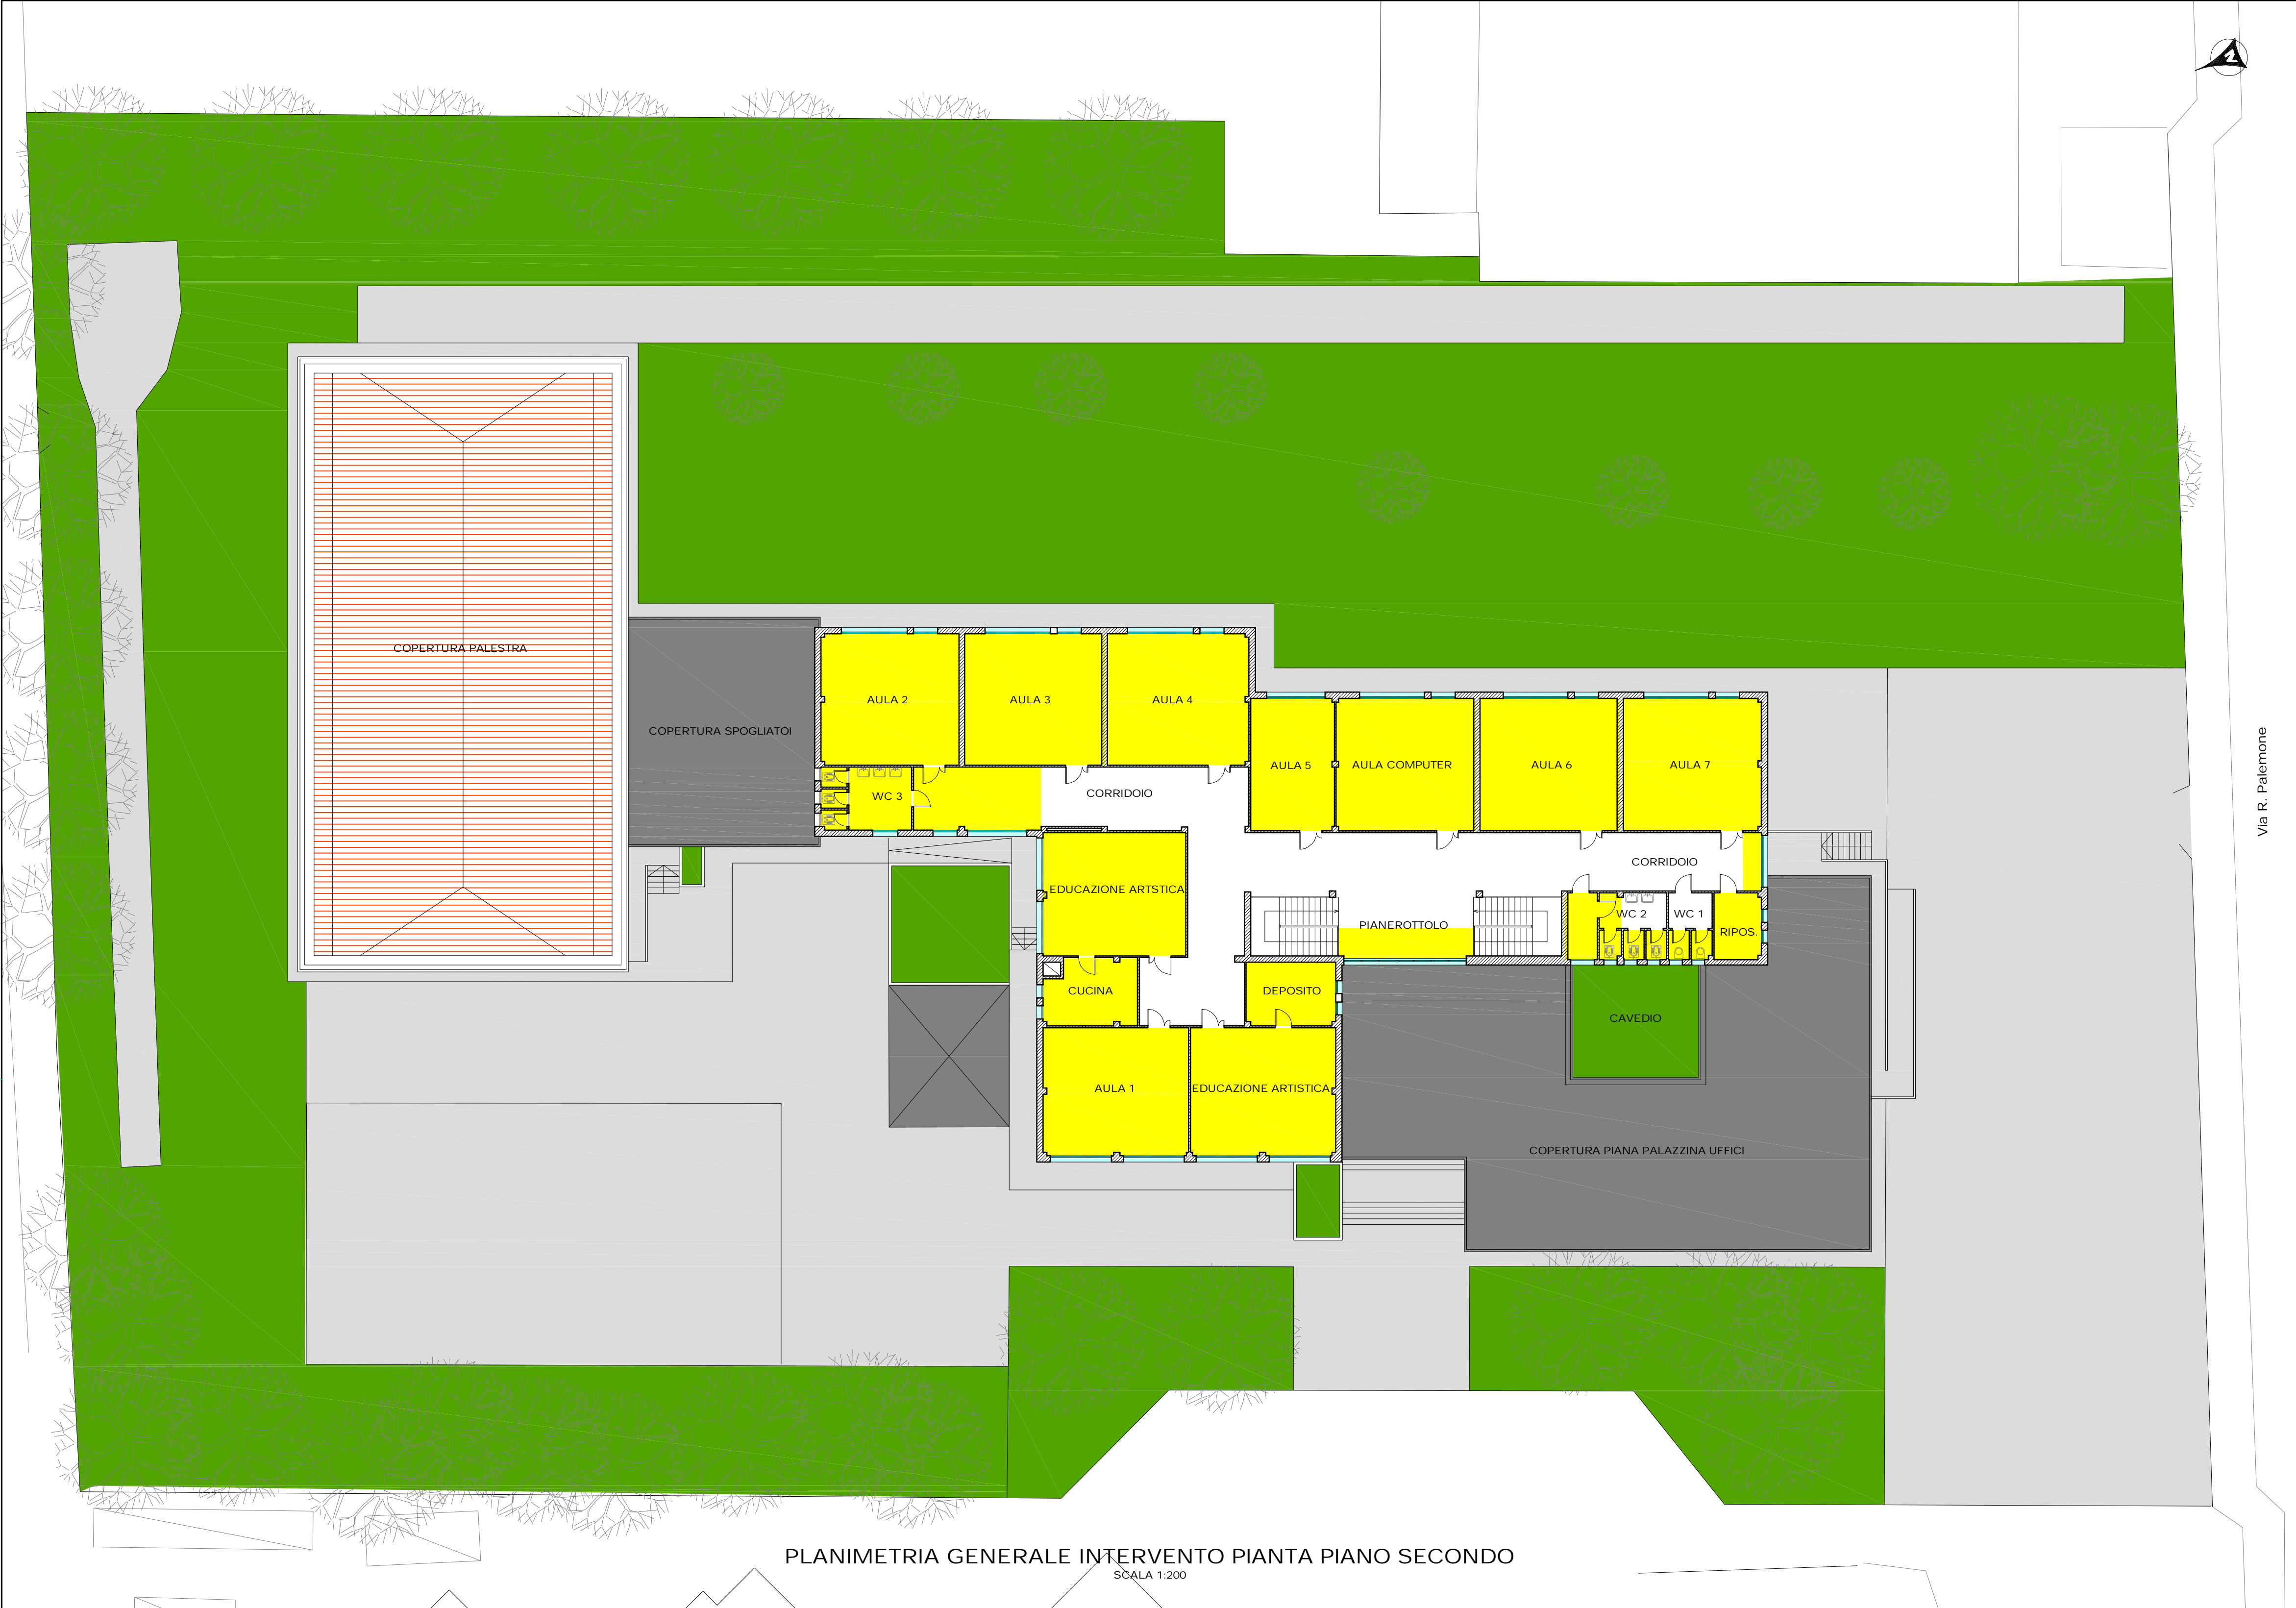 N
COPERTURA PALESTRA
COPERTURA SPOGLIATOI
AULA 2
AULA 3
AULA 4
AULA 5
AULA COMPUTER
AULA 6
AULA 7
WC 3
CORRIDOIO
CORRIDOIO
EDUCAZIONE ARTSTICA
PIANEROTTOLO
WC 2
WC 1
RIPOS.
CUCINA
DEPOSITO
CAVEDIO
AULA 1
EDUCAZIONE ARTISTICA
COPERTURA PIANA PALAZZINA UFFICI
Via R. Palemone
PLANIMETRIA GENERALE INTERVENTO PIANTA PIANO SECONDO
SCALA 1:200